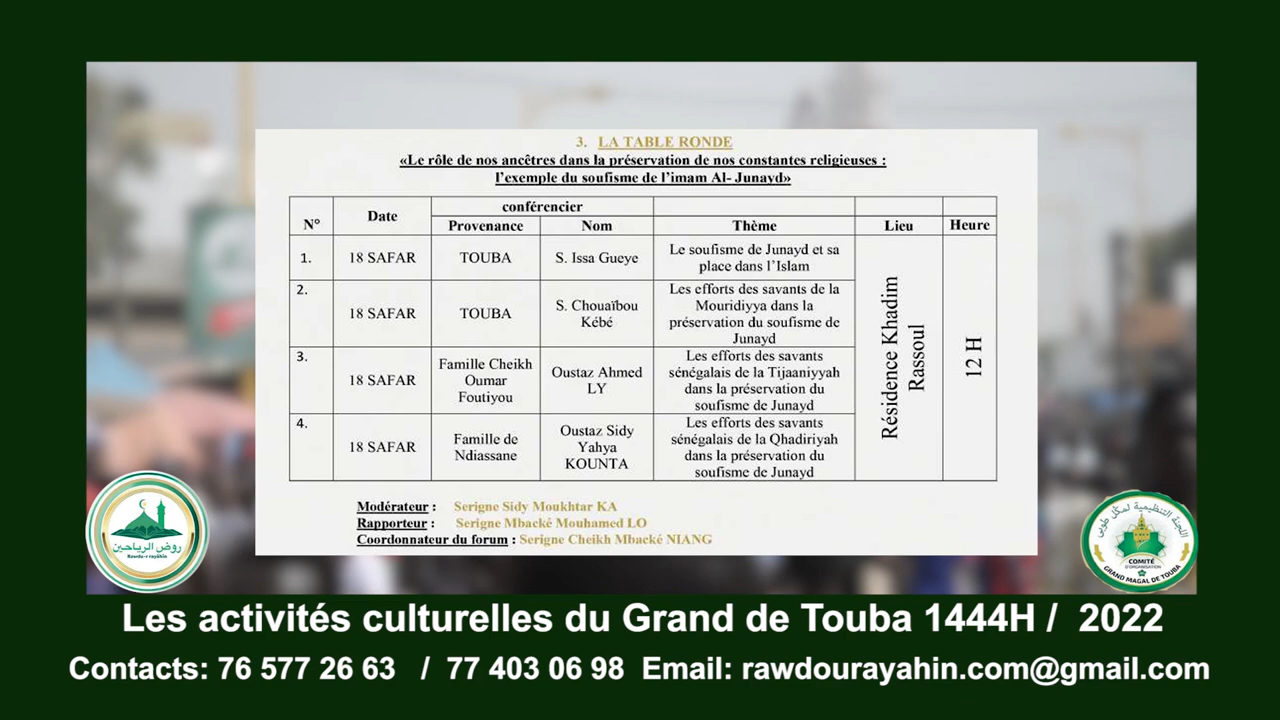 3. LA TABLE RONDE
«Le rôle de nos ancêtres dans la préservation de nos constantes religieuses :
l’exemple du soufisme de l’imam Al- Junayd»
N° Date conférencier
Provenance Nom Thème Lieu Heure
1. 18 SAFAR TOUBA S. Issa Gueye Le soufisme de Junayd et sa
place dans l’Islam
2. 18 SAFAR TOUBA S. Chouaïbou
Kébé
Les efforts des savants de la
Mouridiyya dans la
préservation du soufisme de
Junayd
3. 18 SAFAR Famille Cheikh
Oumar
Foutiyou
Oustaz Ahmed
LY
Les efforts des savants
sénégalais de la Tijaaniyyah
dans la préservation du
soufisme de Junayd
4. 18 SAFAR Famille de
Ndiassane
Oustaz Sidy
Yahya
KOUNTA
Les efforts des savants
sénégalais de la Qhadiriyah
dans la préservation du
soufisme de Junayd
Résidence Khadim
Rassoul
12 H
Modérateur : Serigne Sidy Moukhtar KA
Rapporteur : Serigne Mbacké Mouhamed LO
Coordonnateur du forum : Serigne Cheikh Mbacké NIANG
روض الرياحين
Rawdu-r rayâhîn
اللجنة التنظيمية لمكل طوبى
COMITÉ
D'ORGANISATION
GRAND MAGAL DE TOUBA
Les activités culturelles du Grand de Touba 1444H / 2022
Contacts: 76 577 26 63 / 77 403 06 98 Email: rawdourayahin.com@gmail.com